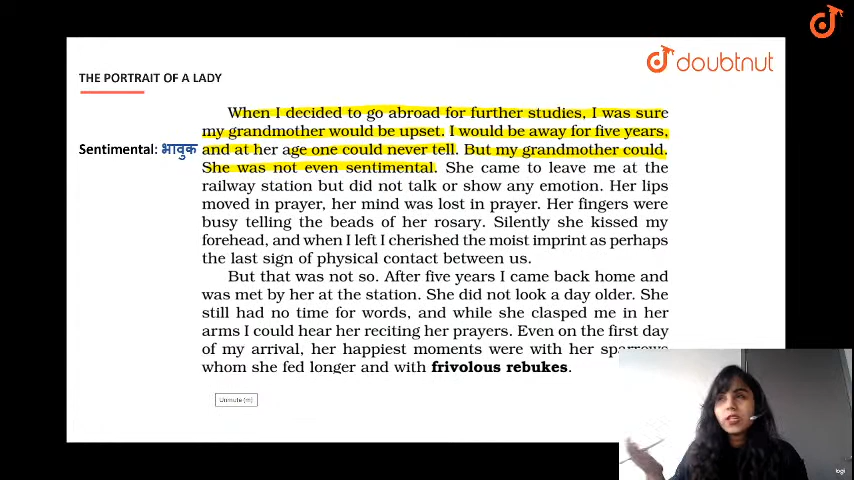 doubtnut
THE PORTRAIT OF A LADY
When I decided to go abroad for further studies, I was sure
my grandmother would be upset. I would be away for five years,
Sentimental: भावुक and at her age one could never tell. But my grandmother could.
She was not even sentimental. She came to leave me at the
railway station but did not talk or show any emotion. Her lips
moved in prayer, her mind was lost in prayer. Her fingers were
busy telling the beads of her rosary. Silently she kissed my
forehead, and when I left I cherished the moist imprint as perhaps
the last sign of physical contact between us.
But that was not so. After five years I came back home and
was met by her at the station. She did not look a day older. She
still had no time for words, and while she clasped me in her
arms I could hear her reciting her prayers. Even on the first day
of my arrival, her happiest moments were with her sparrows
whom she fed longer and with frivolous rebukes.
Unmute (m)
logi